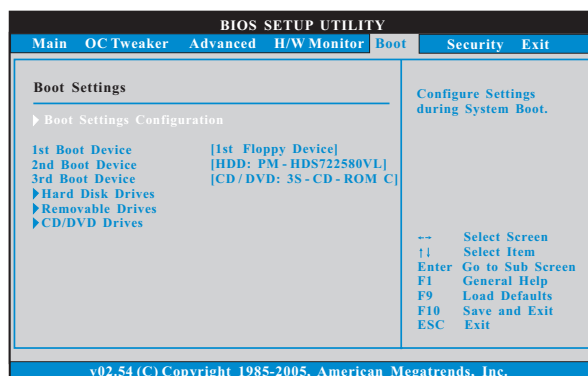 BIOS SETUP UTILITY
Main OC Tweaker Advanced H/W Monitor Boot Security Exit
Boot Settings
Boot Settings Configuration
1st Boot Device [1st Floppy Device]
2nd Boot Device [HDD: PM - HDS722580VL]
3rd Boot Device [CD / DVD: 3S - CD - ROM C]
Hard Disk Drives
Removable Drives
CD/DVD Drives
Configure Settings
during System Boot.
←→ Select Screen
↑↓ Select Item
Enter Go to Sub Screen
F1 General Help
F9 Load Defaults
F10 Save and Exit
ESC Exit
v02.54 (C) Copyright 1985-2005, American Megatrends, Inc.